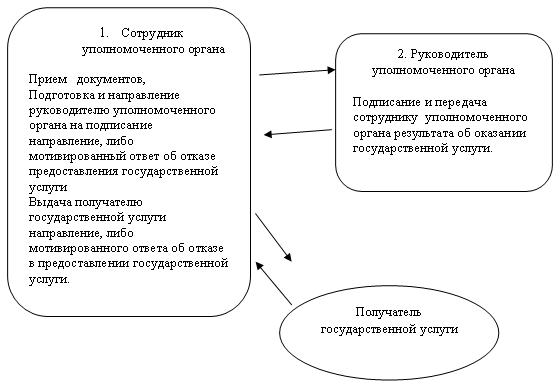 1. Сотрудник
уполномоченного органа
Прием документов,
Подготовка и направление
руководителю уполномоченного
органа на подписание
направление, либо
мотивированный ответ об отказе
предоставления государственной
услуги
Выдача получателю
государственной услуги
направление, либо
мотивированного ответа об отказе
в предоставлении государственной
услуги.
2. Руководитель
уполномоченного органа
Подписание и передача
сотруднику уполномоченного
органа результата об оказании
государственной услуги.
Получатель
государственной услуги